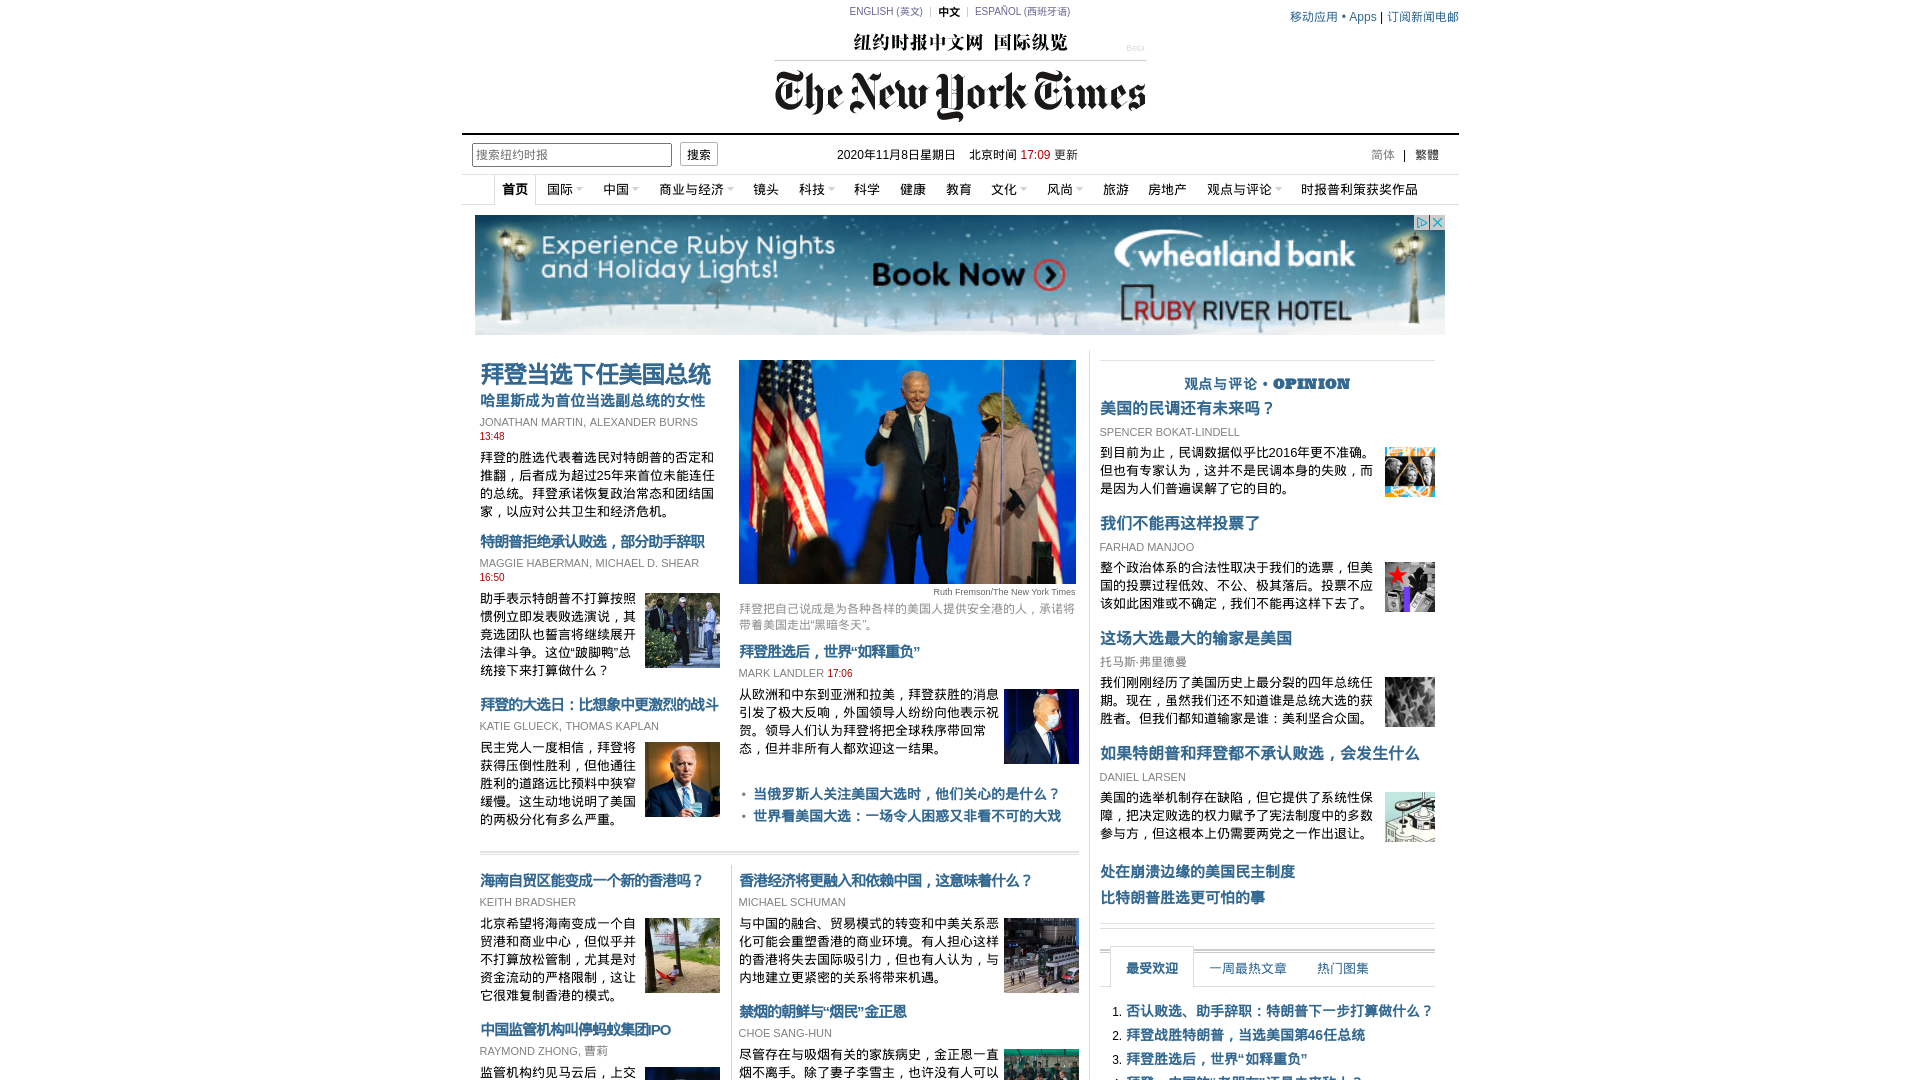 ENGLISH (英文) | 中文 | ESPAÑOL (西班牙语)
移动应用 • Apps | 订阅新闻电邮
纽约时报中文网 国际纵览
Beta
The New York Times
搜索纽约时报
搜索
2020年11月8日星期日 北京时间 17:09 更新
简体 | 繁體
首页 国际 中国 商业与经济 镜头 科技 科学 健康 教育 文化 风尚 旅游 房地产 观点与评论 时报普利策获奖作品
Experience Ruby Nights
and Holiday Lights!
Book Now
wheatland bank
RUBY RIVER HOTEL
拜登当选下任美国总统
哈里斯成为首位当选副总统的女性
JONATHAN MARTIN, ALEXANDER BURNS
13:48
拜登的胜选代表着选民对特朗普的否定和
推翻，后者成为超过25年来首位未能连任
的总统。拜登承诺恢复政治常态和团结国
家，以应对公共卫生和经济危机。
特朗普拒绝承认败选，部分助手辞职
MAGGIE HABERMAN, MICHAEL D. SHEAR
16:50
助手表示特朗普不打算按照
惯例立即发表败选演说，其
竞选团队也誓言将继续展开
法律斗争。这位“跛脚鸭”总
统接下来打算做什么？
拜登的大选日：比想象中更激烈的战斗
KATIE GLUECK, THOMAS KAPLAN
民主党人一度相信，拜登将
获得压倒性胜利，但他通往
胜利的道路远比预料中狭窄
缓慢。这生动地说明了美国
的两极分化有多么严重。
Ruth Fremson/The New York Times
拜登把自己说成是为各种各样的美国人提供安全港的人，承诺将
带着美国走出“黑暗冬天”。
拜登胜选后，世界“如释重负”
MARK LANDLER 17:06
从欧洲和中东到亚洲和拉美，拜登获胜的消息
引发了极大反响，外国领导人纷纷向他表示祝
贺。领导人们认为拜登将把全球秩序带回常
态，但并非所有人都欢迎这一结果。
• 当俄罗斯人关注美国大选时，他们关心的是什么？
• 世界看美国大选：一场令人困惑又非看不可的大戏
海南自贸区能变成一个新的香港吗？
KEITH BRADSHER
北京希望将海南变成一个自
贸港和商业中心，但似乎并
不打算放松管制，尤其是对
资金流动的严格限制，这让
它很难复制香港的模式。
中国监管机构叫停蚂蚁集团IPO
RAYMOND ZHONG, 曹莉
监管机构约见马云后，上交
香港经济将更融入和依赖中国，这意味着什么？
MICHAEL SCHUMAN
与中国的融合、贸易模式的转变和中美关系恶
化可能会重塑香港的商业环境。有人担心这样
的香港将失去国际吸引力，但也有人认为，与
内地建立更紧密的关系将带来机遇。
禁烟的朝鲜与“烟民”金正恩
CHOE SANG-HUN
尽管存在与吸烟有关的家族病史，金正恩一直
烟不离手。除了妻子李雪主，也许没有人可以
观点与评论 • OPINION
美国的民调还有未来吗？
SPENCER BOKAT-LINDELL
到目前为止，民调数据似乎比2016年更不准确。
但也有专家认为，这并不是民调本身的失败，而
是因为人们普遍误解了它的目的。
我们不能再这样投票了
FARHAD MANJOO
整个政治体系的合法性取决于我们的选票，但美
国的投票过程低效、不公、极其落后。投票不应
该如此困难或不确定，我们不能再这样下去了。
这场大选最大的输家是美国
托马斯·弗里德曼
我们刚刚经历了美国历史上最分裂的四年总统任
期。现在，虽然我们还不知道谁是总统大选的获
胜者。但我们都知道输家是谁：美利坚合众国。
如果特朗普和拜登都不承认败选，会发生什么
DANIEL LARSEN
美国的选举机制存在缺陷，但它提供了系统性保
障，把决定败选的权力赋予了宪法制度中的多数
参与方，但这根本上仍需要两党之一作出退让。
处在崩溃边缘的美国民主制度
比特朗普胜选更可怕的事
最受欢迎 一周最热文章 热门图集
1. 否认败选、助手辞职：特朗普下一步打算做什么？
2. 拜登战胜特朗普，当选美国第46任总统
3. 拜登胜选后，世界“如释重负”